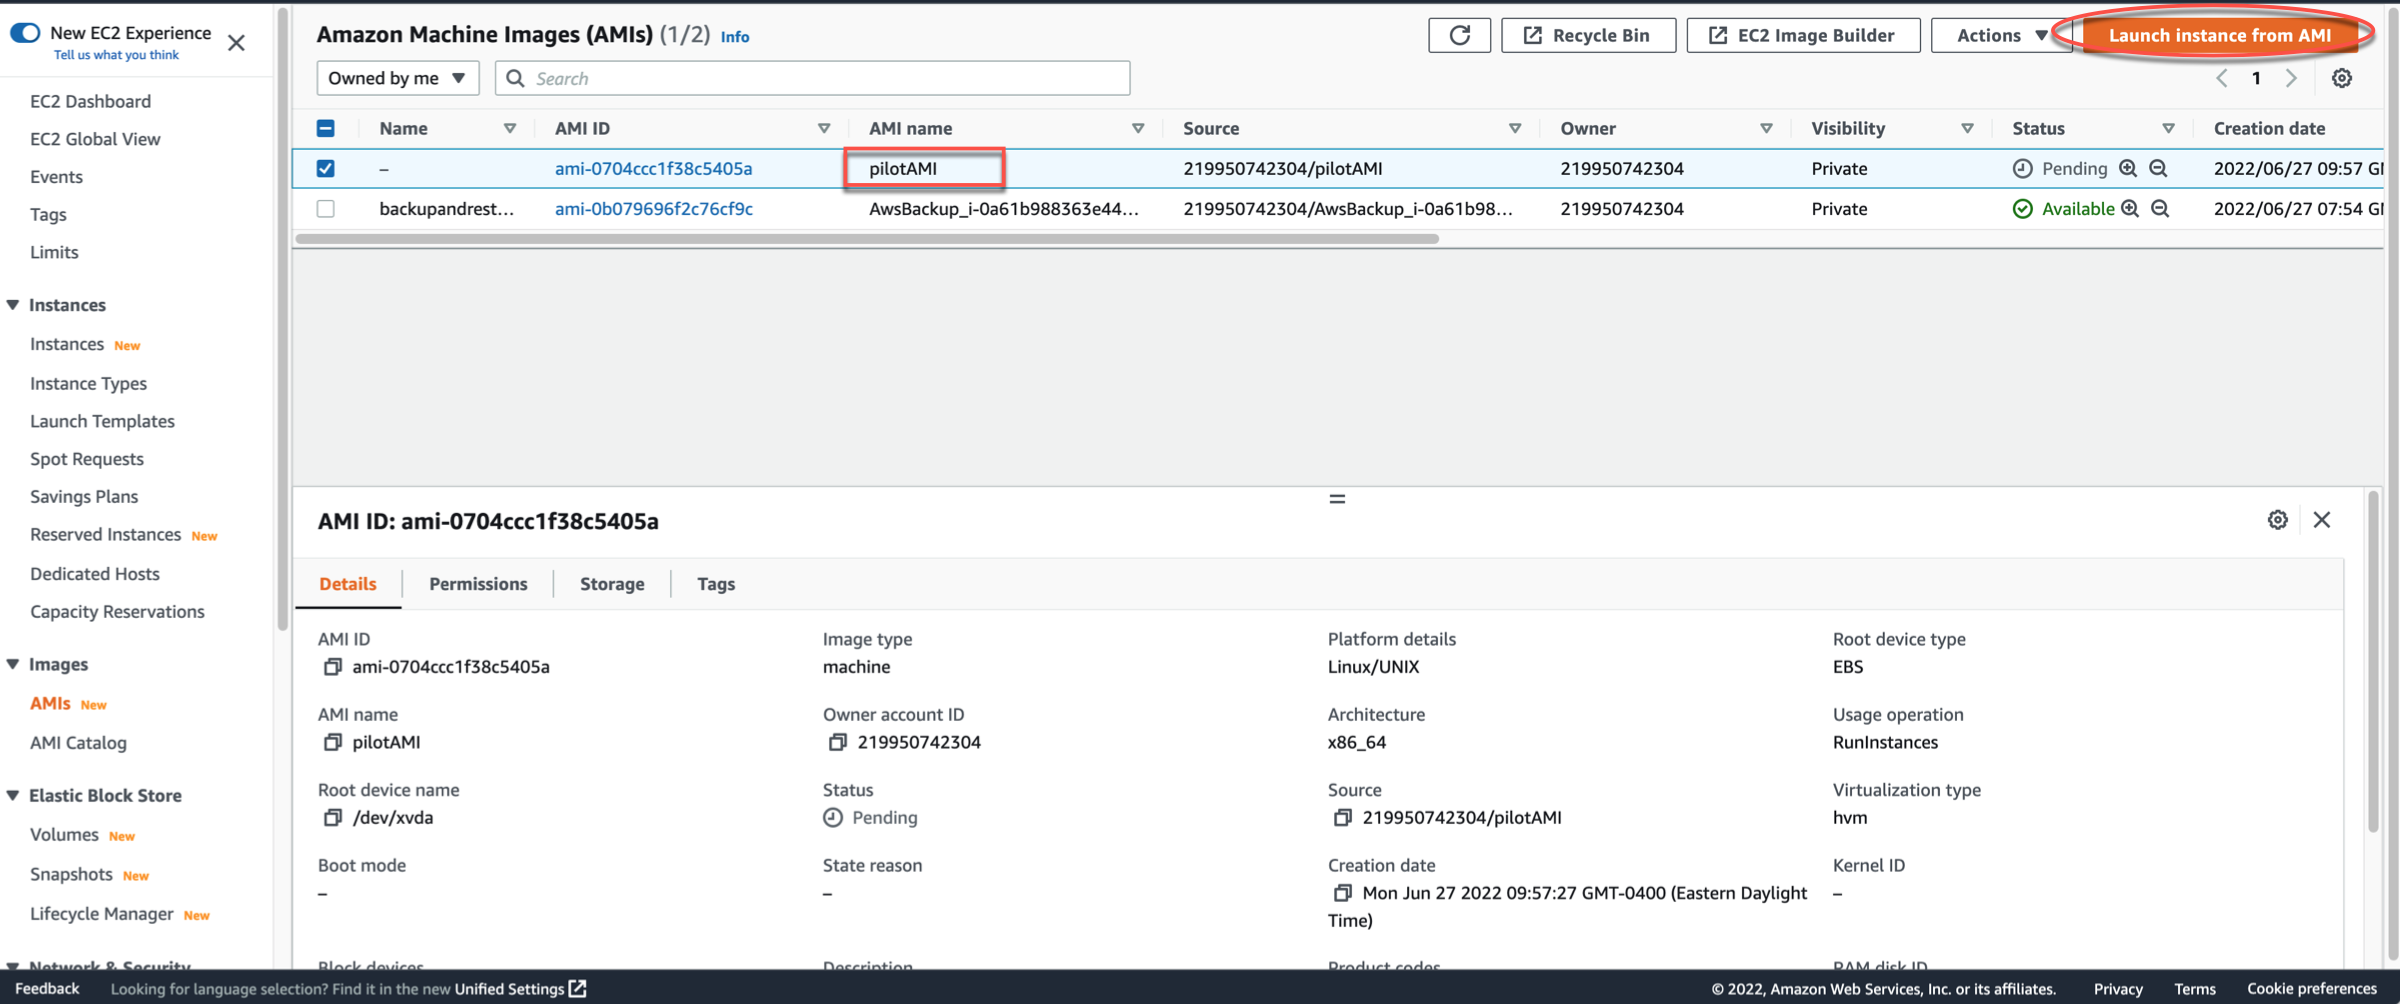 New EC2 Experience
Tell us what you think
EC2 Dashboard
EC2 Global View
Events
Tags
Limits
Instances
Instances New
Instance Types
Launch Templates
Spot Requests
Savings Plans
Reserved Instances New
Dedicated Hosts
Capacity Reservations
Images
AMIs New
AMI Catalog
Elastic Block Store
Volumes New
Snapshots New
Lifecycle Manager New
Network & Security
Amazon Machine Images (AMIs) (1/2) Info
Recycle Bin
EC2 Image Builder
Actions
Launch instance from AMI
Owned by me
Search
1
Name AMI ID AMI name Source Owner Visibility Status Creation date
– ami-0704ccc1f38c5405a pilotAMI 219950742304/pilotAMI 219950742304 Private Pending 2022/06/27 09:57 GM
backupandrest... ami-0b079696f2c76cf9c AwsBackup_i-0a61b988363e44... 219950742304/AwsBackup_i-0a61b98... 219950742304 Private Available 2022/06/27 07:54 GM
AMI ID: ami-0704ccc1f38c5405a
Details Permissions Storage Tags
AMI ID Image type Platform details Root device type
ami-0704ccc1f38c5405a machine Linux/UNIX EBS
AMI name Owner account ID Architecture Usage operation
pilotAMI 219950742304 x86_64 RunInstances
Root device name Status Source Virtualization type
/dev/xvda Pending 219950742304/pilotAMI hvm
Boot mode State reason Creation date Kernel ID
– – Mon Jun 27 2022 09:57:27 GMT-0400 (Eastern Daylight –
Time)
Block devices Description Product codes RAM disk ID
Feedback Looking for language selection? Find it in the new Unified Settings © 2022, Amazon Web Services, Inc. or its affiliates. Privacy Terms Cookie preferences